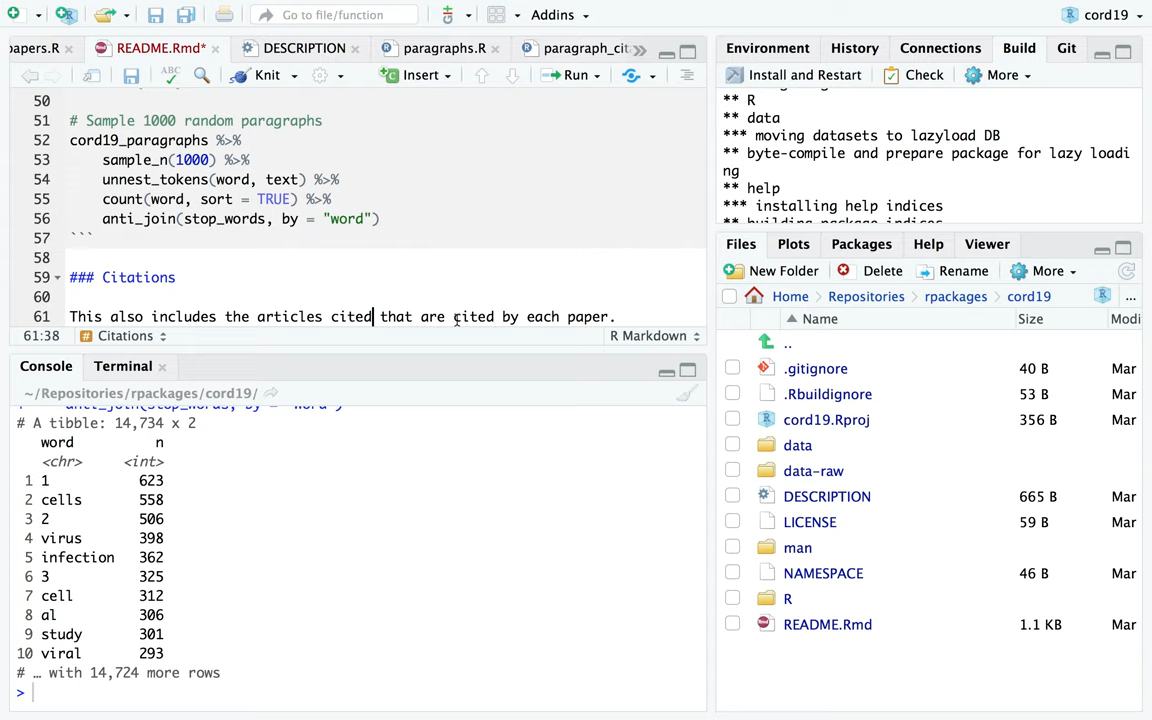 Go to file/function
Addins
cord19
papers.R
README.Rmd*
DESCRIPTION
paragraphs.R
paragraph_cit
Knit
Insert
Run
50
51 # Sample 1000 random paragraphs
52 cord19_paragraphs %>%
53 sample_n(1000) %>%
54 unnest_tokens(word, text) %>%
55 count(word, sort = TRUE) %>%
56 anti_join(stop_words, by = "word")
57 ```
58
59 ### Citations
60
61 This also includes the articles cited that are cited by each paper.
61:38 Citations R Markdown
Console Terminal
~/Repositories/rpackages/cord19/
+ anti_join(stop_words, by = "word")
# A tibble: 14,734 x 2
word n
<chr> <int>
1 1 623
2 cells 558
3 2 506
4 virus 398
5 infection 362
6 3 325
7 cell 312
8 al 306
9 study 301
10 viral 293
# … with 14,724 more rows
>
Environment History Connections Build Git
Install and Restart Check More
** R
** data
*** moving datasets to lazyload DB
** byte-compile and prepare package for lazy loadi
ng
** help
*** installing help indices
** building package indices
Files Plots Packages Help Viewer
New Folder Delete Rename More
Home Repositories rpackages cord19 ...
Name Size Modi
..
.gitignore 40 B Mar
.Rbuildignore 53 B Mar
cord19.Rproj 356 B Mar
data
data-raw
DESCRIPTION 665 B Mar
LICENSE 59 B Mar
man
NAMESPACE 46 B Mar
R
README.Rmd 1.1 KB Mar